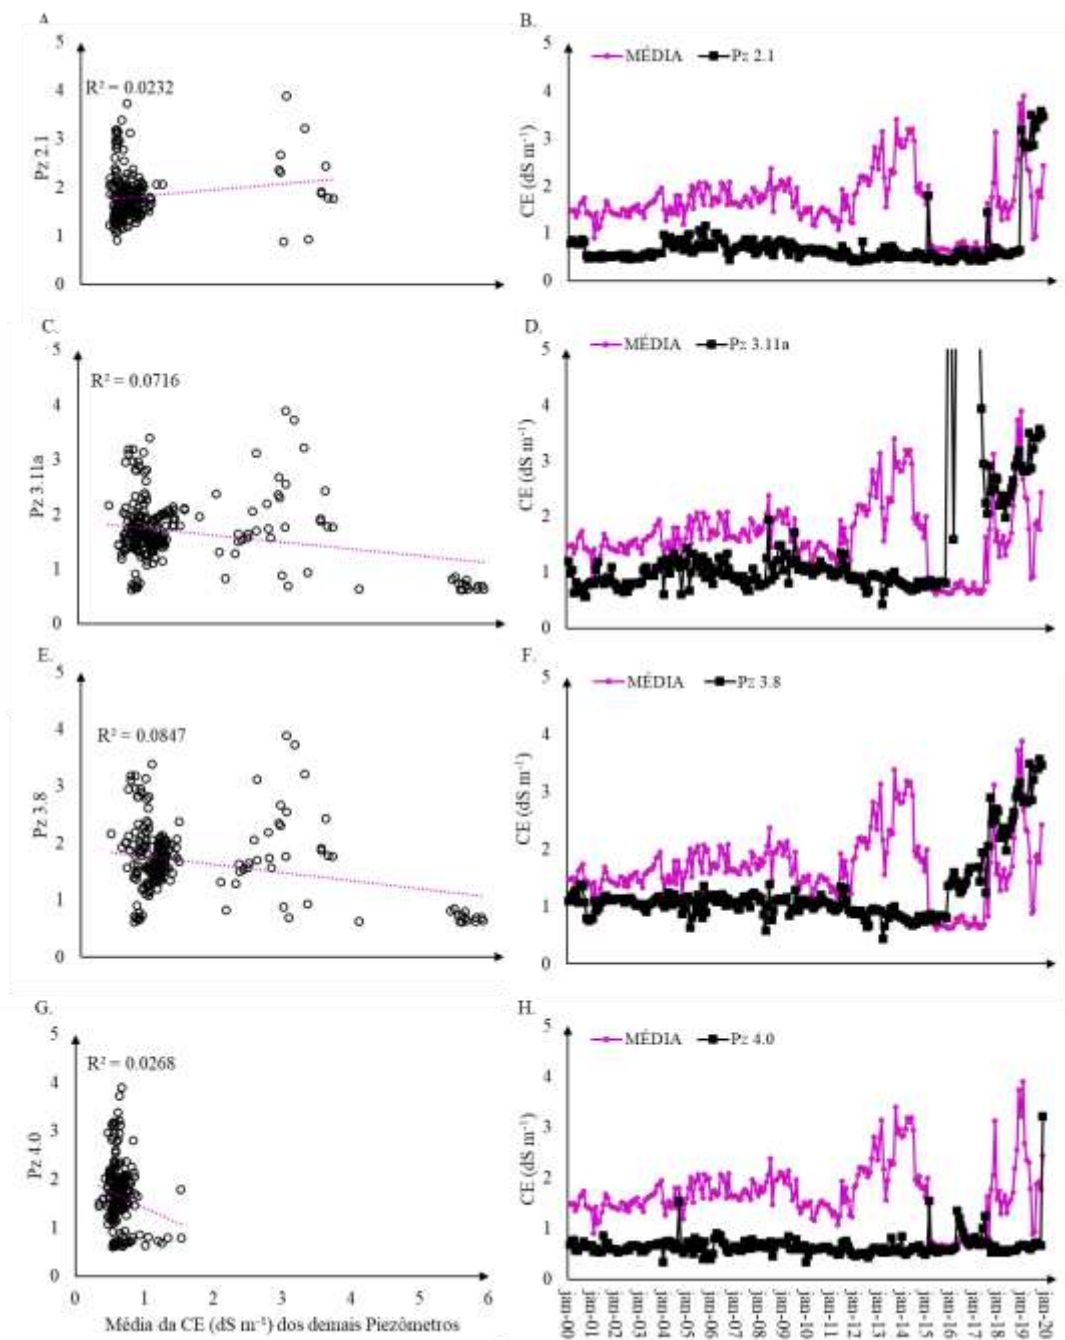 A.
5
4
3
2
1
0
Pz 2.1
R² = 0.0232
B.
5
4
3
2
1
0
CE (dS m⁻¹)
MÉDIA Pz 2.1
C.
5
4
3
2
1
0
Pz 3.11a
R² = 0.0716
D.
5
4
3
2
1
0
CE (dS m⁻¹)
MÉDIA Pz 3.11a
E.
5
4
3
2
1
0
Pz 3.8
R² = 0.0847
F.
5
4
3
2
1
0
CE (dS m⁻¹)
MÉDIA Pz 3.8
G.
5
4
3
2
1
0
Pz 4.0
R² = 0.0268
0 1 2 3 4 5 6
Média da CE (dS m⁻¹) dos demais Piezômetros
H.
5
4
3
2
1
0
CE (dS m⁻¹)
MÉDIA Pz 4.0
jan-00
jan-01
jan-02
jan-03
jan-04
jan-05
jan-06
jan-07
jan-08
jan-09
jan-10
jan-11
jan-12
jan-13
jan-14
jan-15
jan-16
jan-17
jan-18
jan-19
jan-20